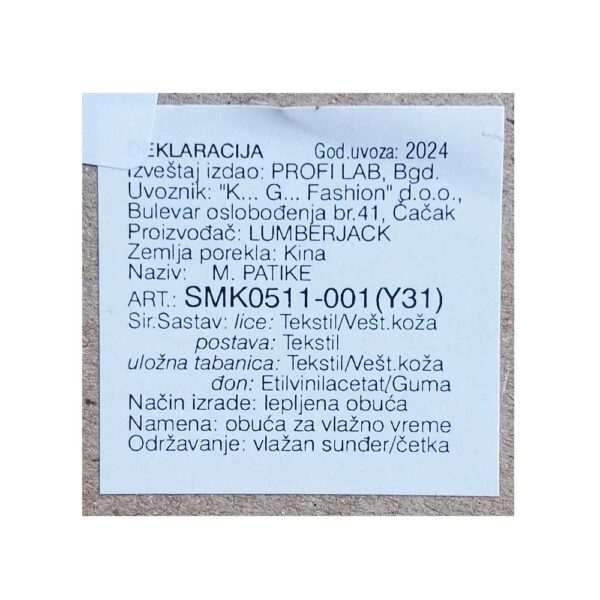 EKLARACIJA God.uvoza: 2024
Izveštaj izdao: PROFI LAB, Bgd.
Uvoznik: "K... G... Fashion" d.o.o.,
Bulevar oslobođenja br.41, Čačak
Proizvođač: LUMBERJACK
Zemlja porekla: Kina
Naziv: M. PATIKE
ART.: SMK0511-001(Y31)
Sir.Sastav: lice: Tekstil/Vešt.koža
postava: Tekstil
uložna tabanica: Tekstil/Vešt.koža
đon: Etilvinilacetat/Guma
Način izrade: lepljena obuća
Namena: obuća za vlažno vreme
Održavanje: vlažan sunđer/četka